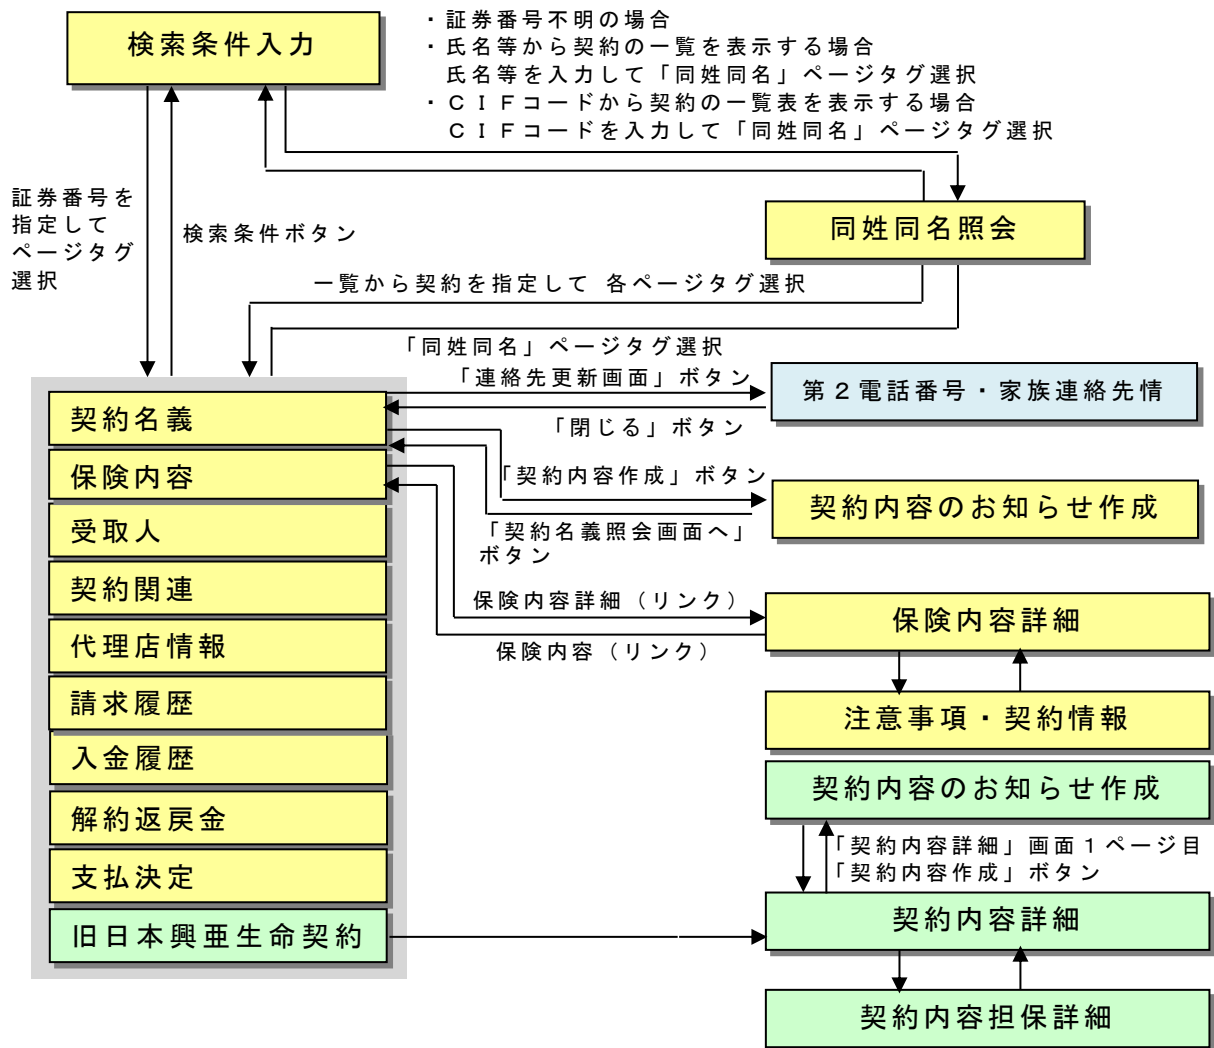 検索条件入力
・証券番号不明の場合
・氏名等から契約の一覧を表示する場合
氏名等を入力して「同姓同名」ページタグ選択
・ＣＩＦコードから契約の一覧表を表示する場合
ＣＩＦコードを入力して「同姓同名」ページタグ選択
証券番号を
指定して
ページタグ
選択
検索条件ボタン
同姓同名照会
一覧から契約を指定して 各ページタグ選択
「同姓同名」ページタグ選択
「連絡先更新画面」ボタン
第２電話番号・家族連絡先情
「閉じる」ボタン
契約名義
保険内容
受取人
契約関連
代理店情報
請求履歴
入金履歴
解約返戻金
支払決定
旧日本興亜生命契約
「契約内容作成」ボタン
契約内容のお知らせ作成
「契約名義照会画面へ」
ボタン
保険内容詳細（リンク）
保険内容詳細
保険内容（リンク）
注意事項・契約情報
契約内容のお知らせ作成
「契約内容詳細」画面１ページ目
「契約内容作成」ボタン
契約内容詳細
契約内容担保詳細